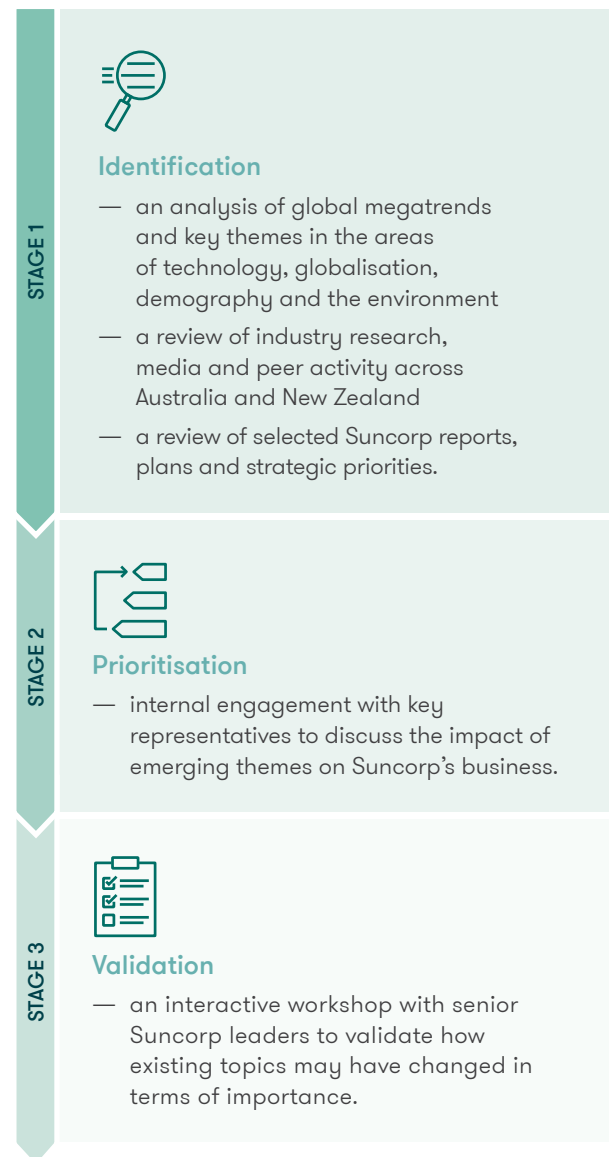 STAGE 1
Identification
— an analysis of global megatrends
and key themes in the areas
of technology, globalisation,
demography and the environment
— a review of industry research,
media and peer activity across
Australia and New Zealand
— a review of selected Suncorp reports,
plans and strategic priorities.
STAGE 2
Prioritisation
— internal engagement with key
representatives to discuss the impact of
emerging themes on Suncorp’s business.
STAGE 3
Validation
— an interactive workshop with senior
Suncorp leaders to validate how
existing topics may have changed in
terms of importance.